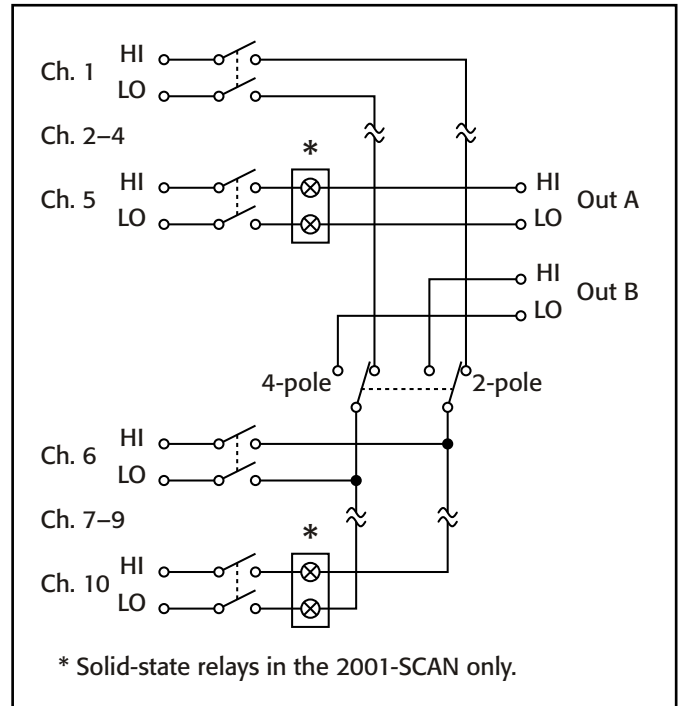 Ch. 1
HI
LO
Ch. 2–4
*
Ch. 5
HI
LO
HI
LO
Out A
HI
LO
Out B
4-pole
2-pole
Ch. 6
HI
LO
Ch. 7–9
*
Ch. 10
HI
LO
* Solid-state relays in the 2001-SCAN only.